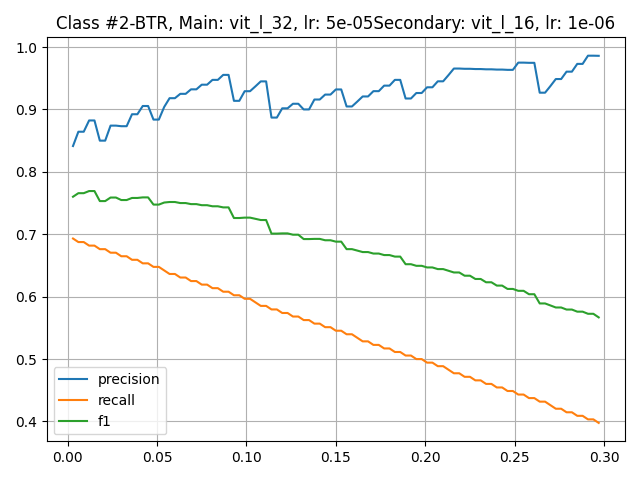 Class #2-BTR, Main: vit_l_32, lr: 5e-05Secondary: vit_l_16, lr: 1e-06
1.0
0.9
0.8
0.7
0.6
0.5
0.4
precision
recall
f1
0.00 0.05 0.10 0.15 0.20 0.25 0.30